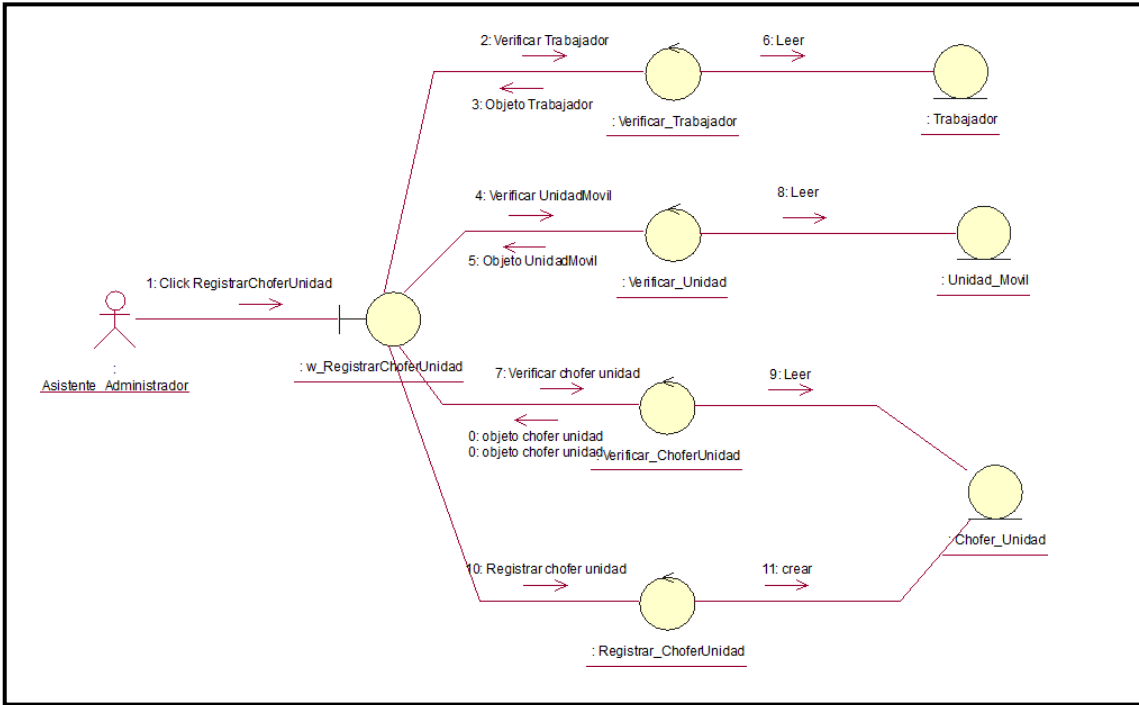 2: Verificar Trabajador
6: Leer
3: Objeto Trabajador
: Verificar_Trabajador
: Trabajador
4: Verificar UnidadMovil
8: Leer
5: Objeto UnidadMovil
: Verificar_Unidad
: Unidad_Movil
1: Click RegistrarChoferUnidad
:
Asistente_Administrador
: w_RegistrarChoferUnidad
7: Verificar chofer unidad
9: Leer
0: objeto chofer unidad
0: objeto chofer unidad
: Verificar_ChoferUnidad
: Chofer_Unidad
10: Registrar chofer unidad
11: crear
: Registrar_ChoferUnidad